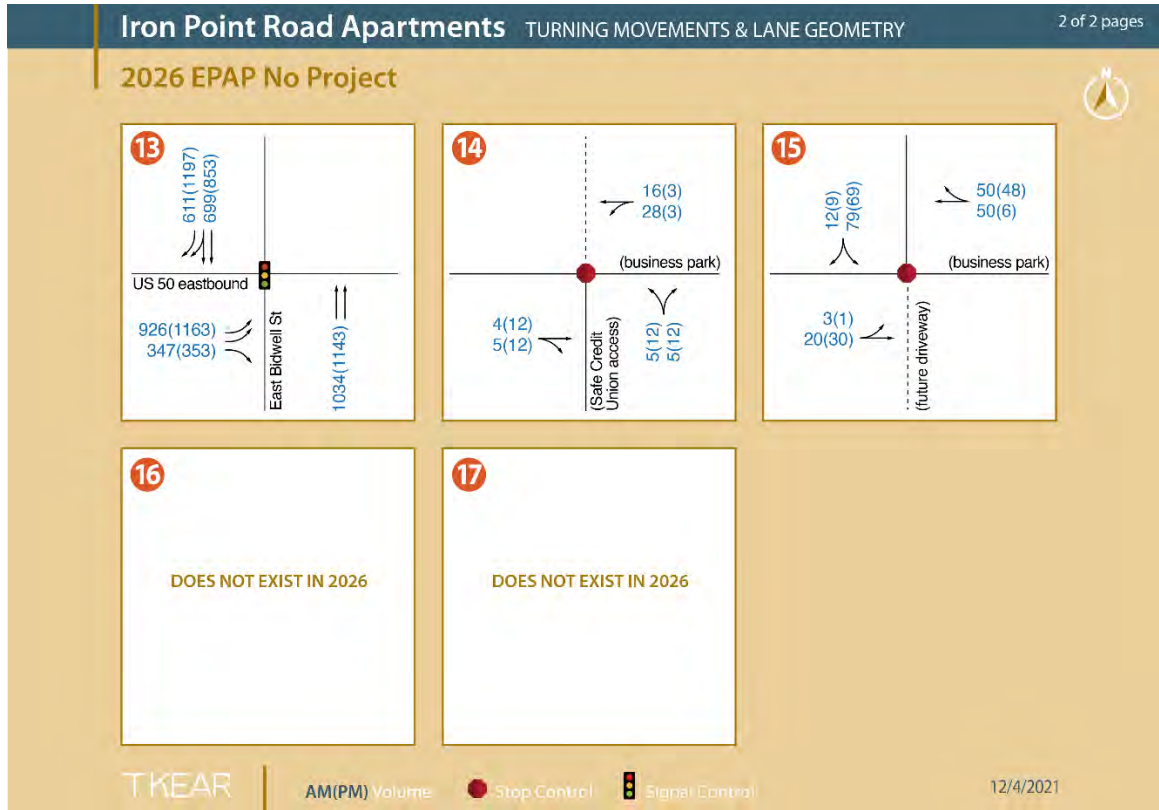 Iron Point Road Apartments TURNING MOVEMENTS & LANE GEOMETRY
2 of 2 pages
2026 EPAP No Project
N
13
611(1197)
699(853)
US 50 eastbound
926(1163)
347(353)
East Bidwell St
1034(1143)
14
16(3)
28(3)
(business park)
4(12)
5(12)
(Safe Credit
Union access)
5(12)
5(12)
15
12(9)
79(69)
50(48)
50(6)
(business park)
3(1)
20(30)
(future driveway)
16
DOES NOT EXIST IN 2026
17
DOES NOT EXIST IN 2026
TKEAR
AM(PM) Volume
Stop Control
Signal Control
12/4/2021